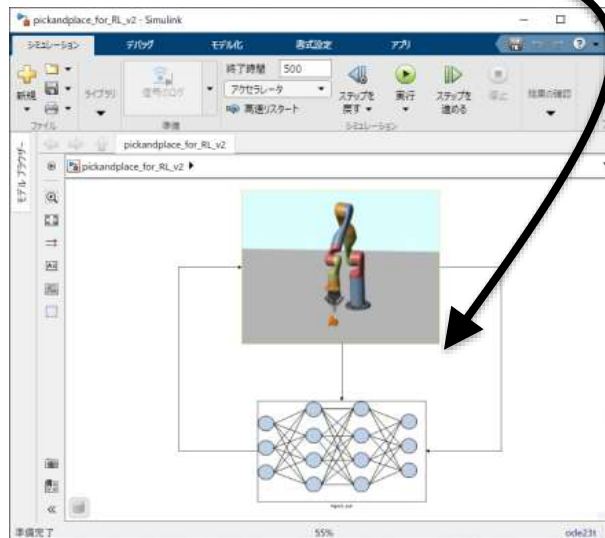 pickandplace_for_RL_v2 - Simulink
シミュレーション デバッグ モデル化 書式設定 アプリ
新規
ライブラリ
信号のログ
終了時間 500
アクセラレータ
高速リスタート
ステップを戻す
実行
ステップを進める
停止
結果の確認
ファイル 準備 シミュレーション
pickandplace_for_RL_v2
モデル ブラウザー
pickandplace_for_RL_v2
準備完了 55% ode23t